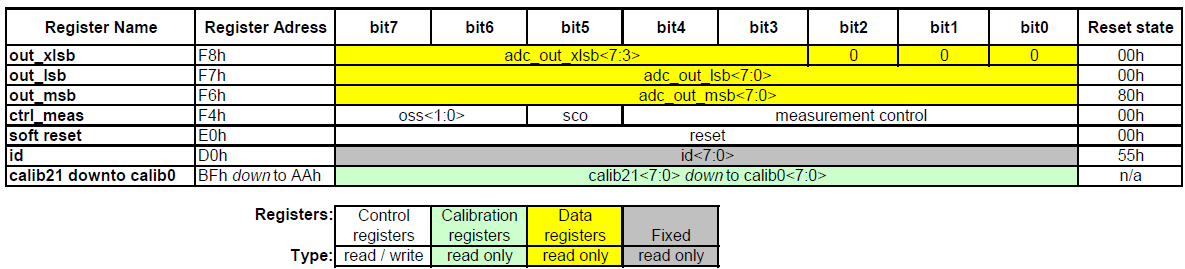 Register Name Register Adress bit7 bit6 bit5 bit4 bit3 bit2 bit1 bit0 Reset state
out_xlsb F8h adc_out_xlsb<7:3> 0 0 0 00h
out_lsb F7h adc_out_lsb<7:0> 00h
out_msb F6h adc_out_msb<7:0> 80h
ctrl_meas F4h oss<1:0> sco measurement control 00h
soft reset E0h reset 00h
id D0h id<7:0> 55h
calib21 downto calib0 BFh down to AAh calib21<7:0> down to calib0<7:0> n/a
Registers: Control Calibration Data
registers registers registers Fixed
Type: read / write read only read only read only